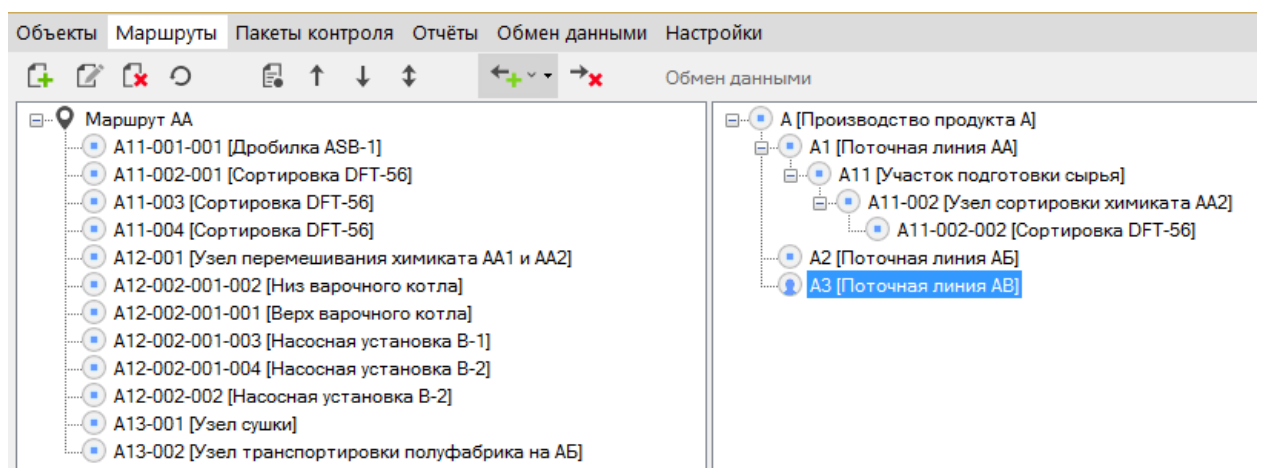 Объекты Маршруты Пакеты контроля Отчёты Обмен данными Настройки
Обмен данными
Маршрут АА
А11-001-001 [Дробилка ASB-1]
А11-002-001 [Сортировка DFT-56]
А11-003 [Сортировка DFT-56]
А11-004 [Сортировка DFT-56]
А12-001 [Узел перемешивания химиката АА1 и АА2]
А12-002-001-002 [Низ варочного котла]
А12-002-001-001 [Верх варочного котла]
А12-002-001-003 [Насосная установка В-1]
А12-002-001-004 [Насосная установка В-2]
А12-002-002 [Насосная установка В-2]
А13-001 [Узел сушки]
А13-002 [Узел транспортировки полуфабрика на АБ]
А [Производство продукта А]
А1 [Поточная линия АА]
А11 [Участок подготовки сырья]
А11-002 [Узел сортировки химиката АА2]
А11-002-002 [Сортировка DFT-56]
А2 [Поточная линия АБ]
А3 [Поточная линия АВ]